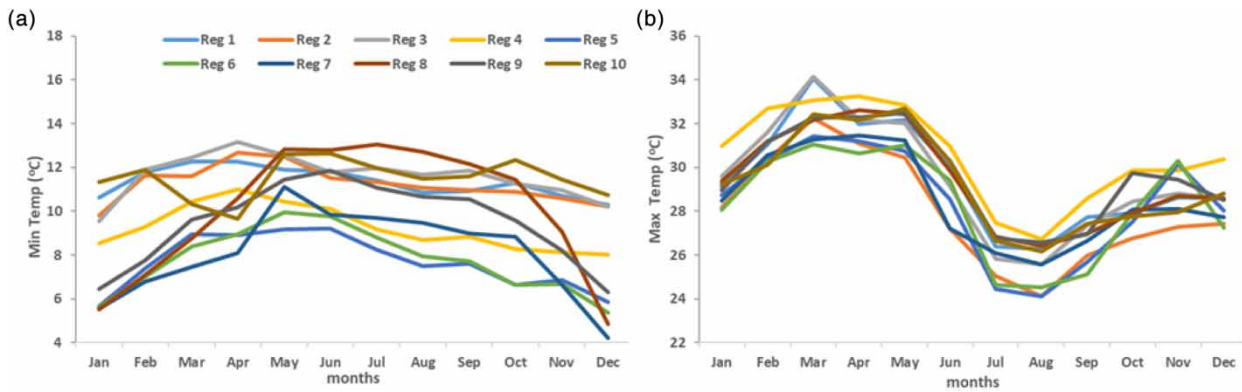 (a)
18
16
14
12
10
8
6
4
Min Temp (°C)
Reg 1 Reg 2 Reg 3 Reg 4 Reg 5
Reg 6 Reg 7 Reg 8 Reg 9 Reg 10
Jan Feb Mar Apr May Jun Jul Aug Sep Oct Nov Dec
months
(b)
36
34
32
30
28
26
24
22
Max Temp (°C)
Jan Feb Mar Apr May Jun Jul Aug Sep Oct Nov Dec
months